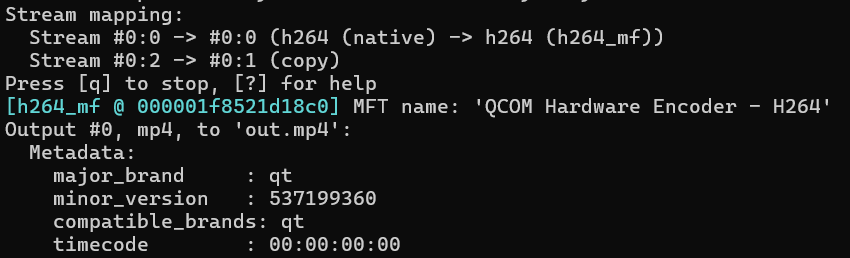 Stream mapping:
  Stream #0:0 -> #0:0 (h264 (native) -> h264 (h264_mf))
  Stream #0:2 -> #0:1 (copy)
Press [q] to stop, [?] for help
[h264_mf @ 000001f8521d18c0] MFT name: 'QCOM Hardware Encoder - H264'
Output #0, mp4, to 'out.mp4':
  Metadata:
    major_brand     : qt
    minor_version   : 537199360
    compatible_brands: qt
    timecode        : 00:00:00:00